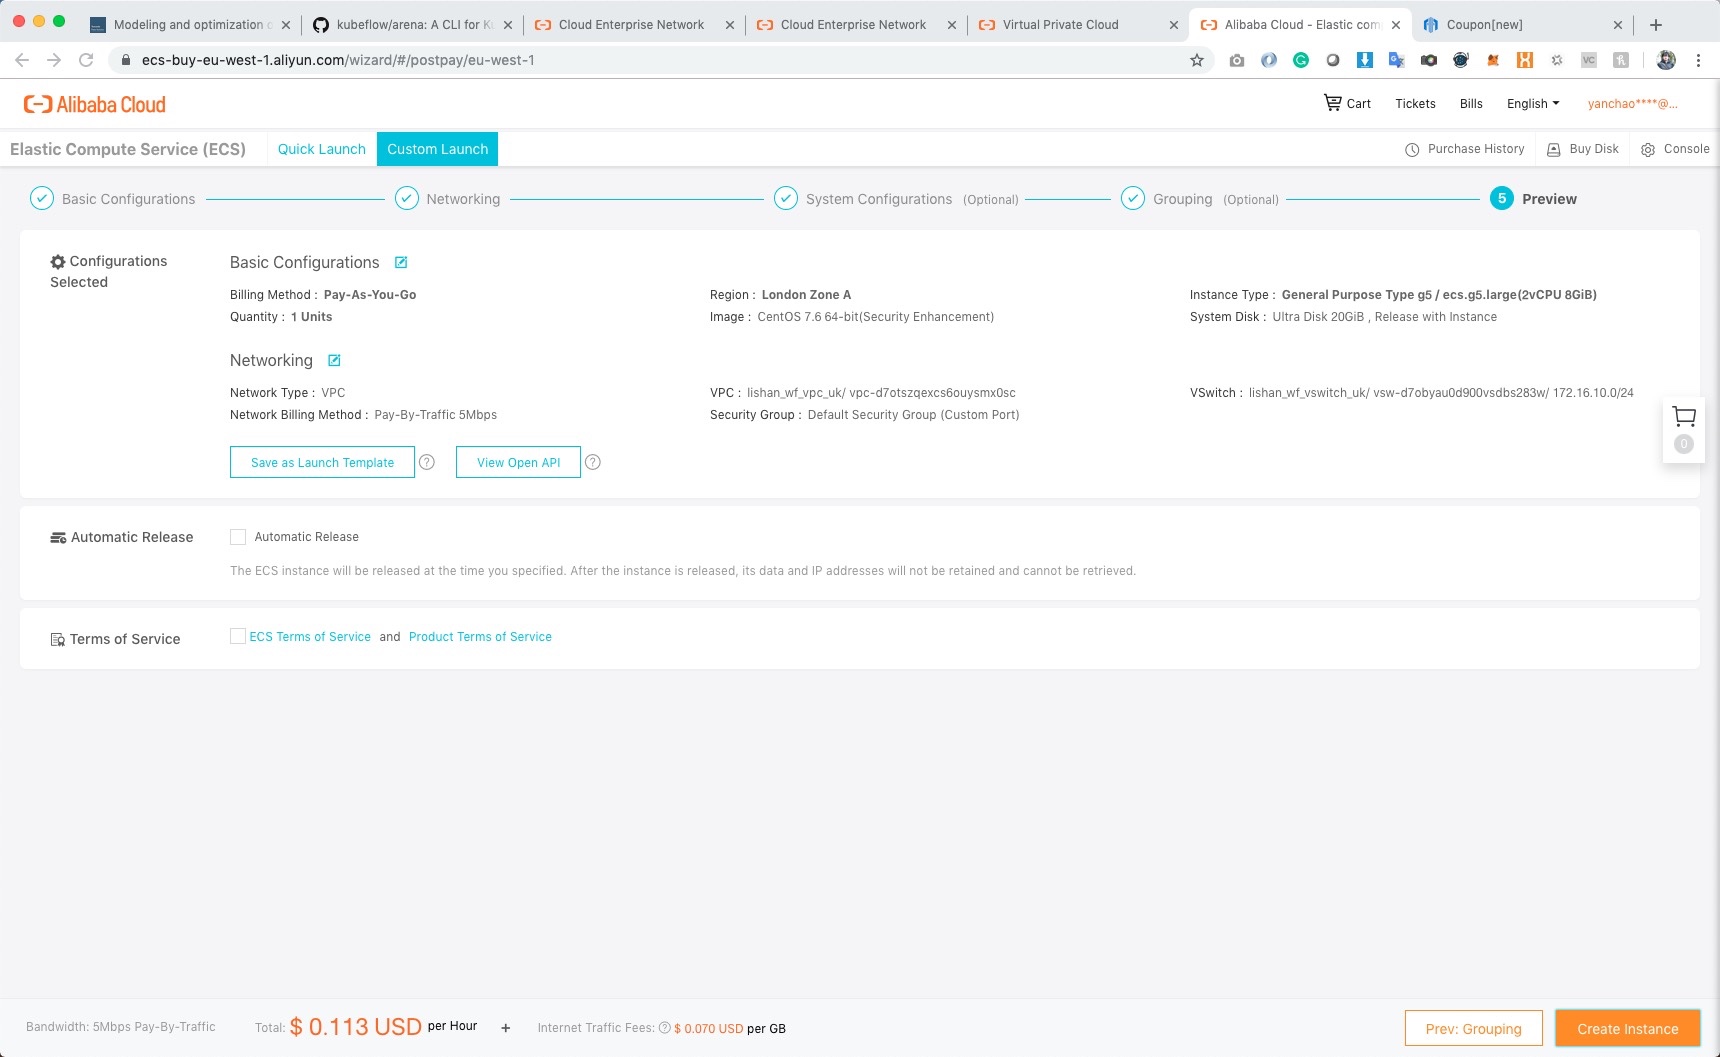 Modeling and optimization
kubeflow/arena: A CLI for
Cloud Enterprise Network
Cloud Enterprise Network
Virtual Private Cloud
Alibaba Cloud - Elastic
Coupon[new]
ecs-buy-eu-west-1.aliyun.com/wizard/#/postpay/eu-west-1
Alibaba Cloud
Cart
Tickets
Bills
English
yanchao****@...
Elastic Compute Service (ECS)
Quick Launch
Custom Launch
Purchase History
Buy Disk
Console
Basic Configurations
Networking
System Configurations (Optional)
Grouping (Optional)
5 Preview
Configurations
Selected
Basic Configurations
Billing Method : Pay-As-You-Go
Region : London Zone A
Instance Type : General Purpose Type g5 / ecs.g5.large(2vCPU 8GiB)
Quantity : 1 Units
Image : CentOS 7.6 64-bit(Security Enhancement)
System Disk : Ultra Disk 20GiB , Release with Instance
Networking
Network Type : VPC
VPC : lishan_wf_vpc_uk/ vpc-d7otszqexcs6ouysmx0sc
VSwitch : lishan_wf_vswitch_uk/ vsw-d7obyau0d900vsdbs283w/ 172.16.10.0/24
Network Billing Method : Pay-By-Traffic 5Mbps
Security Group : Default Security Group (Custom Port)
0
Save as Launch Template
?
View Open API
?
Automatic Release
Automatic Release
The ECS instance will be released at the time you specified. After the instance is released, its data and IP addresses will not be retained and cannot be retrieved.
Terms of Service
ECS Terms of Service and Product Terms of Service
Bandwidth: 5Mbps Pay-By-Traffic
Total: $ 0.113 USD per Hour +
Internet Traffic Fees: ? $ 0.070 USD per GB
Prev: Grouping
Create Instance